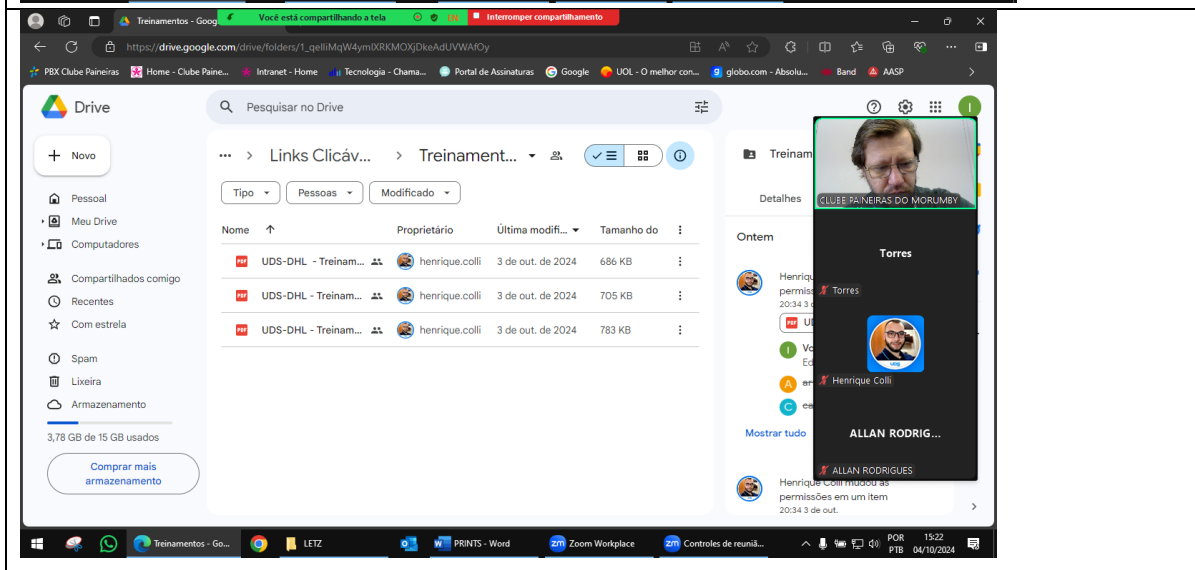 Treinamentos - Goog
Você está compartilhando a tela
EN
Interromper compartilhamento
https://drive.google.com/drive/folders/1_qelliMqW4ymIXRKMOXjDkeAdUVWAfOy
PBX Clube Paineiras
Home - Clube Paine...
Intranet - Home
Tecnologia - Chama...
Portal de Assinaturas
Google
UOL - O melhor con...
globo.com - Absolu...
Band
AASP
Drive
Pesquisar no Drive
Novo
Links Clicáv... > Treinament...
Treinam
Tipo
Pessoas
Modificado
Detalhes
Pessoal
Meu Drive
Computadores
Compartilhados comigo
Recentes
Com estrela
Spam
Lixeira
Armazenamento
3,78 GB de 15 GB usados
Comprar mais
armazenamento
Nome Proprietário Última modifi... Tamanho do
UDS-DHL - Treinam... henrique.colli 3 de out. de 2024 686 KB
UDS-DHL - Treinam... henrique.colli 3 de out. de 2024 705 KB
UDS-DHL - Treinam... henrique.colli 3 de out. de 2024 783 KB
Ontem
Henriqu
permiss
20:34 3 d
PDF U
I Vo
Ed
A ar
C ca
Mostrar tudo
Henrique Colli mudou as
permissões em um item
20:34 3 de out.
CLUBE PAINEIRAS DO MORUMBY
Torres
Torres
Henrique Colli
ALLAN RODRIG...
ALLAN RODRIGUES
Treinamentos - Go...
LETZ
PRINTS - Word
Zoom Workplace
Controles de reuniã...
POR
PTB
15:22
04/10/2024